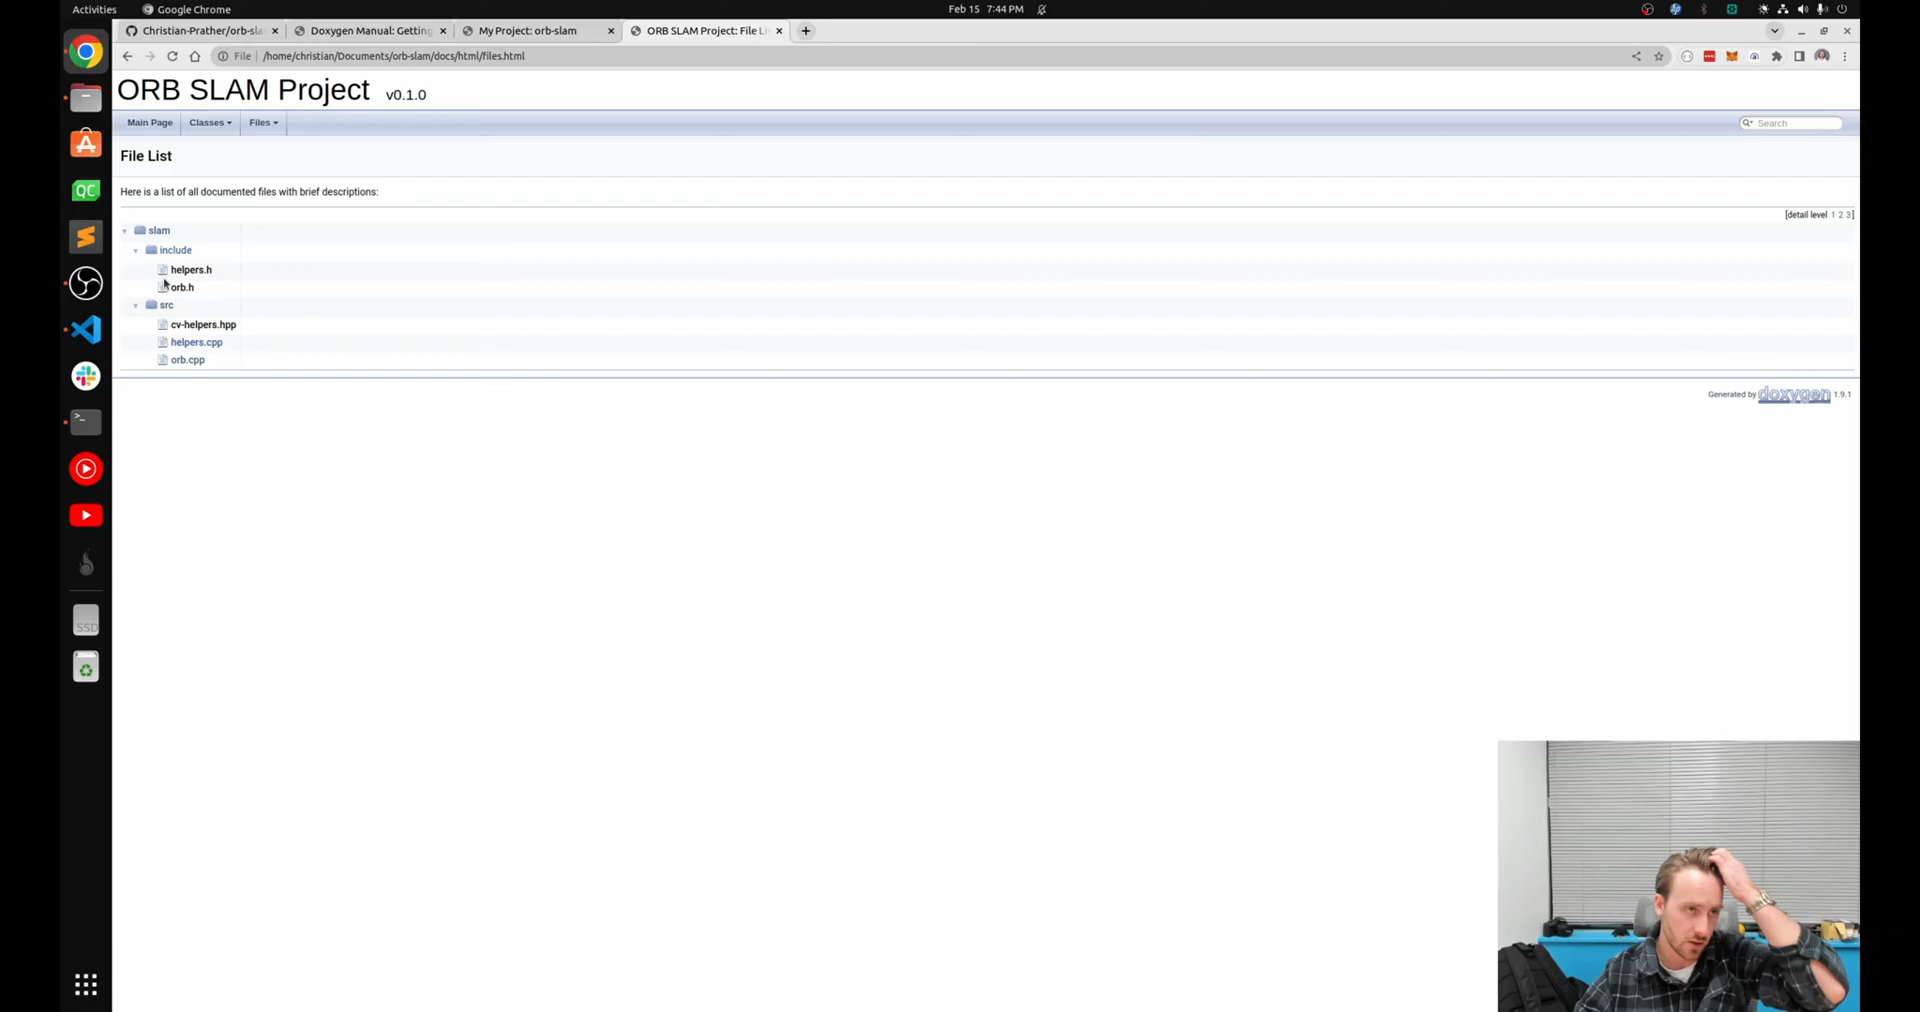 Activities Google Chrome Feb 15 7:44 PM
Christian-Prather/orb-sla Doxygen Manual: Getting My Project: orb-slam ORB SLAM Project: File Li
File /home/christian/Documents/orb-slam/docs/html/files.html
ORB SLAM Project v0.1.0
Main Page Classes Files Search
File List
Here is a list of all documented files with brief descriptions:
[detail level 1 2 3]
slam
include
helpers.h
orb.h
src
cv-helpers.hpp
helpers.cpp
orb.cpp
Generated by doxygen 1.9.1
QC
SSD